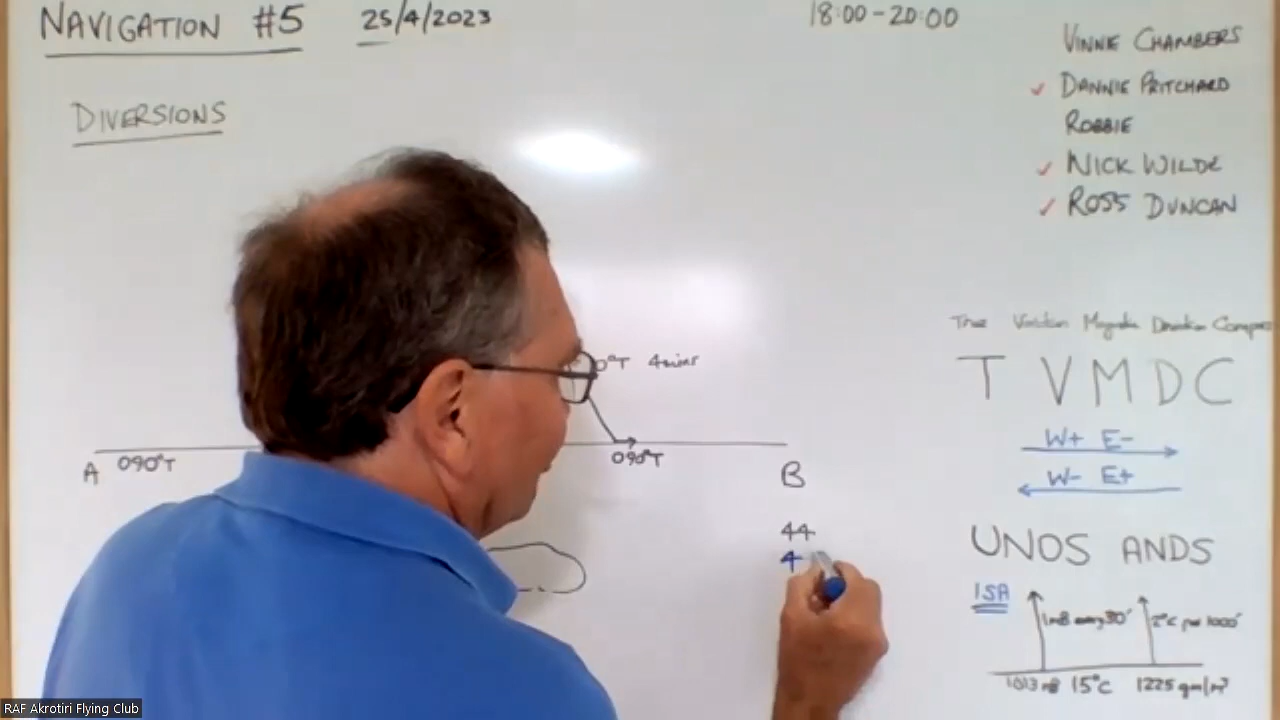 NAVIGATION #5 25/4/2023 18:00-20:00
VINNIE CHAMBERS
DANNIE PRITCHARD
ROBBIE
NICK WILDE
ROSS DUNCAN
DIVERSIONS
True Variation Magnetic Deviation Compass
T V M D C
W+ E-
W- E+
0°T 4mins
A 090°T 090°T B
44
4
UNOS ANDS
ISA
1mB every 30' 2°C per 1000'
1013 mB 15°C 1225 gm/m³
RAF Akrotiri Flying Club